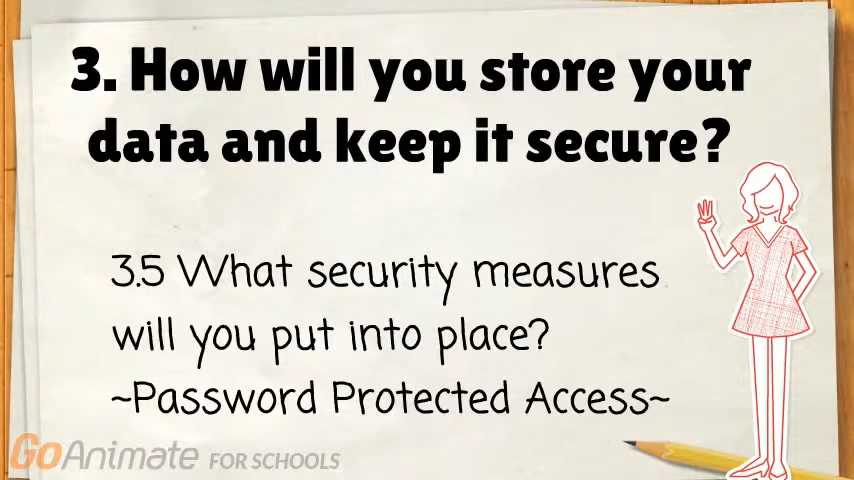 3. How will you store your
data and keep it secure?
3.5 What security measures
will you put into place?
~Password Protected Access~
GoAnimate FOR SCHOOLS